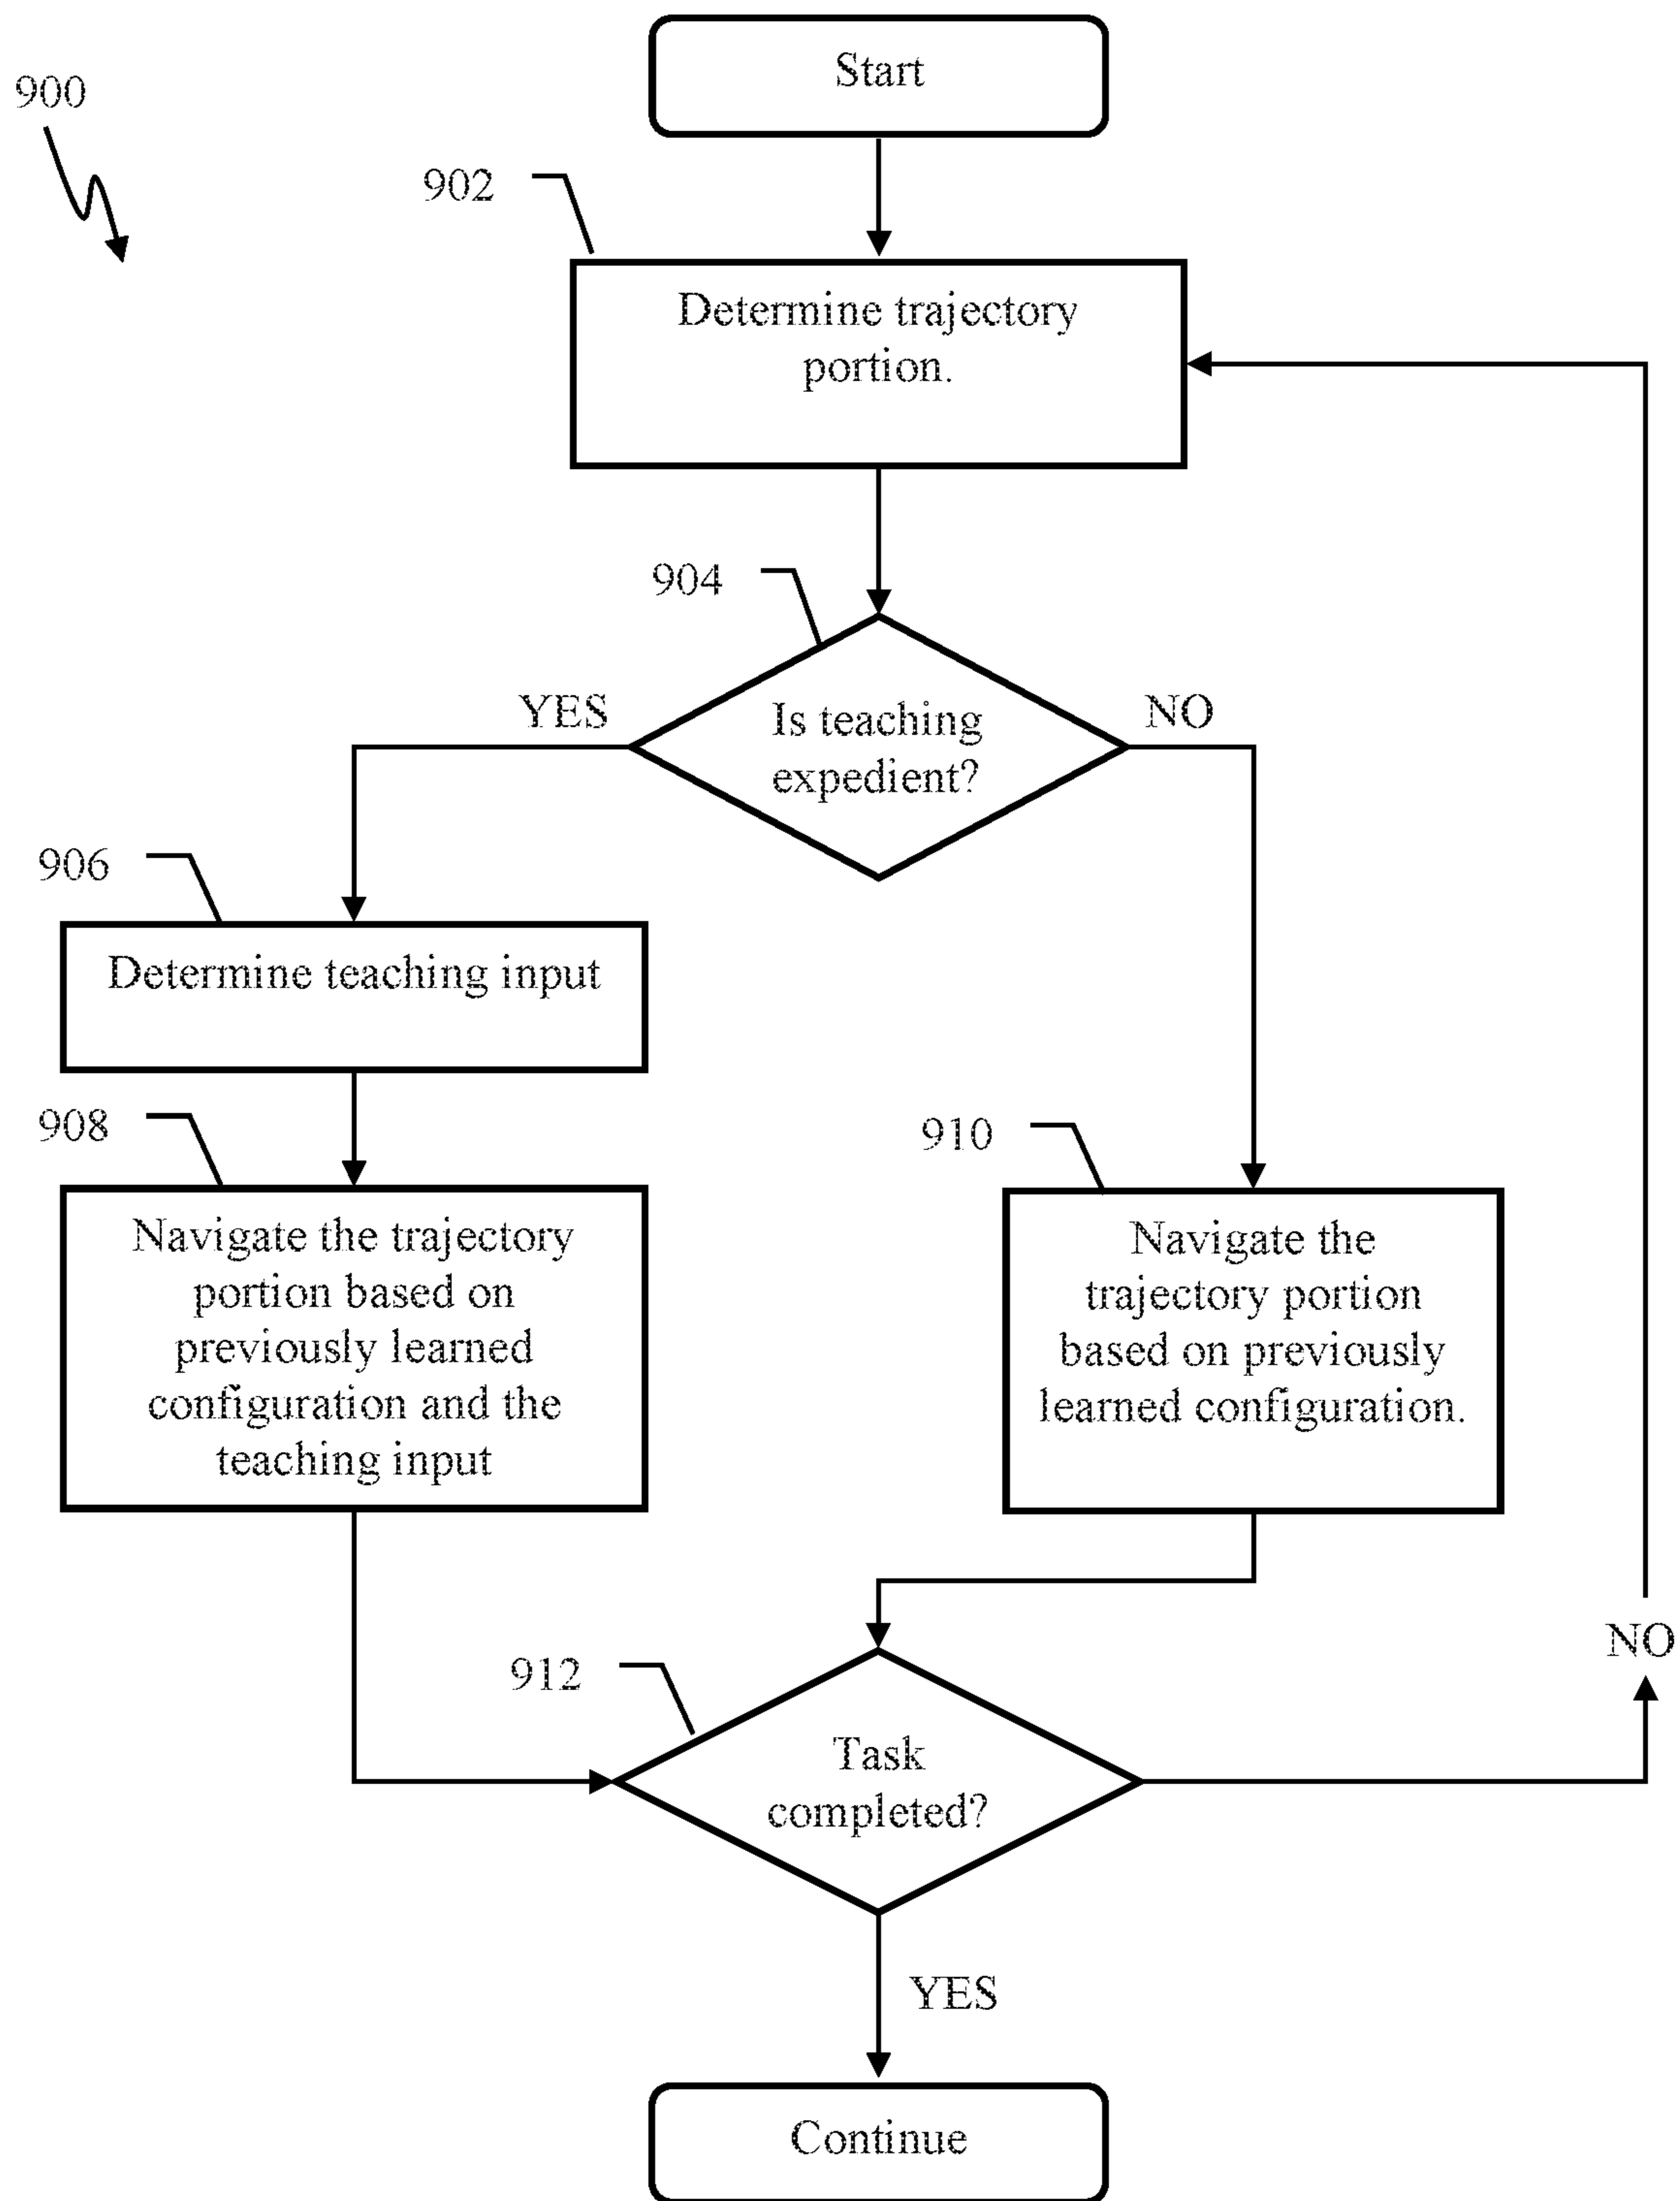 Start
900
902
Determine trajectory
portion.
904
YES
NO
Is teaching
expedient?
906
Determine teaching input
908
910
Navigate the trajectory
portion based on
previously learned
configuration and the
teaching input
Navigate the
trajectory portion
based on previously
learned configuration.
NO
912
Task
completed?
YES
Continue